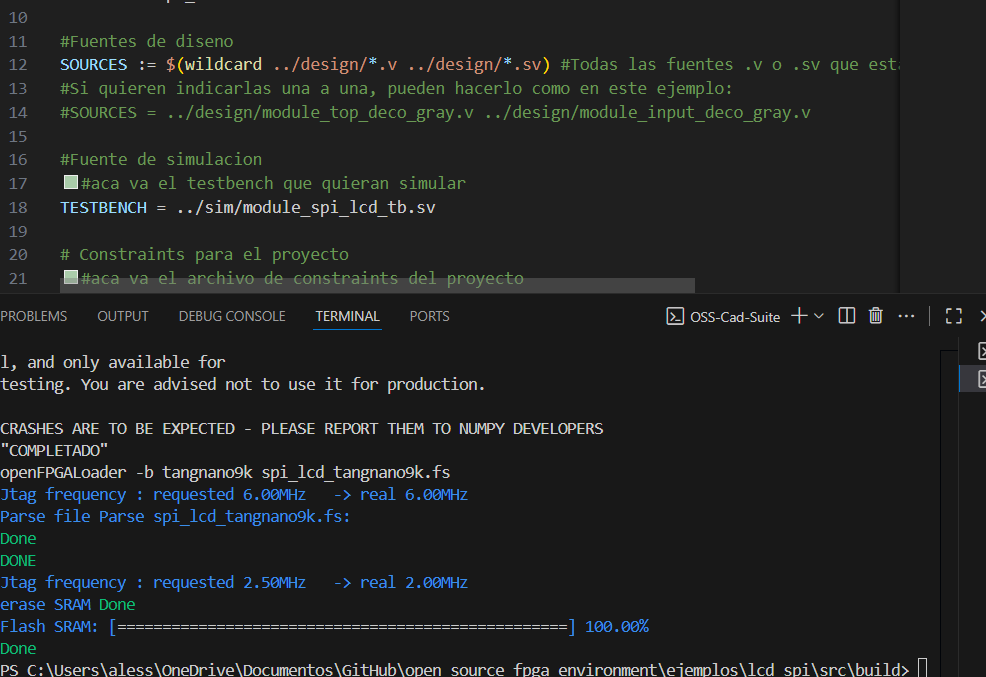 10
11 #Fuentes de diseno
12 SOURCES := $(wildcard ../design/*.v ../design/*.sv) #Todas las fuentes .v o .sv que est
13 #Si quieren indicarlas una a una, pueden hacerlo como en este ejemplo:
14 #SOURCES = ../design/module_top_deco_gray.v ../design/module_input_deco_gray.v
15
16 #Fuente de simulacion
17 #aca va el testbench que quieran simular
18 TESTBENCH = ../sim/module_spi_lcd_tb.sv
19
20 # Constraints para el proyecto
21 #aca va el archivo de constraints del proyecto
PROBLEMS OUTPUT DEBUG CONSOLE TERMINAL PORTS OSS-Cad-Suite
l, and only available for
testing. You are advised not to use it for production.
CRASHES ARE TO BE EXPECTED - PLEASE REPORT THEM TO NUMPY DEVELOPERS
"COMPLETADO"
openFPGALoader -b tangnano9k spi_lcd_tangnano9k.fs
Jtag frequency : requested 6.00MHz -> real 6.00MHz
Parse file Parse spi_lcd_tangnano9k.fs:
Done
DONE
Jtag frequency : requested 2.50MHz -> real 2.00MHz
erase SRAM Done
Flash SRAM: [==================================================] 100.00%
Done
PS C:\Users\aless\OneDrive\Documentos\GitHub\open_source_fpga_environment\ejemplos\lcd_spi\src\build>